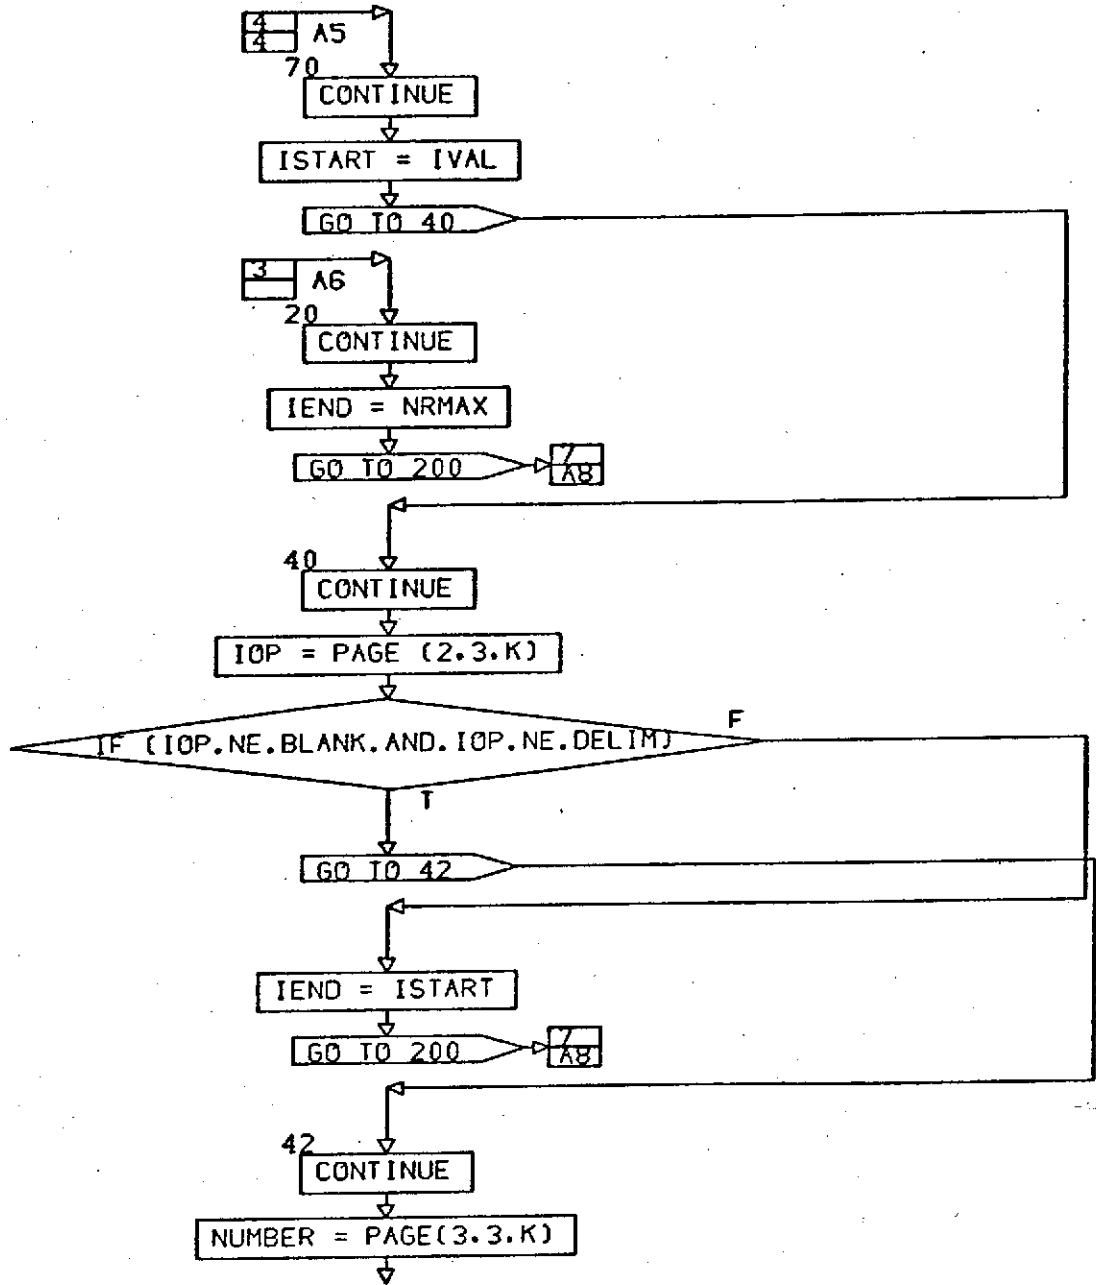 4
4 A5
70
CONTINUE
ISTART = IVAL
GO TO 40
3 A6
20
CONTINUE
IEND = NRMAX
GO TO 200
7
A8
40
CONTINUE
IOP = PAGE (2.3.K)
F
IF (IOP.NE.BLANK.AND.IOP.NE.DELIM)
T
GO TO 42
IEND = ISTART
GO TO 200
7
A8
42
CONTINUE
NUMBER = PAGE(3.3.K)